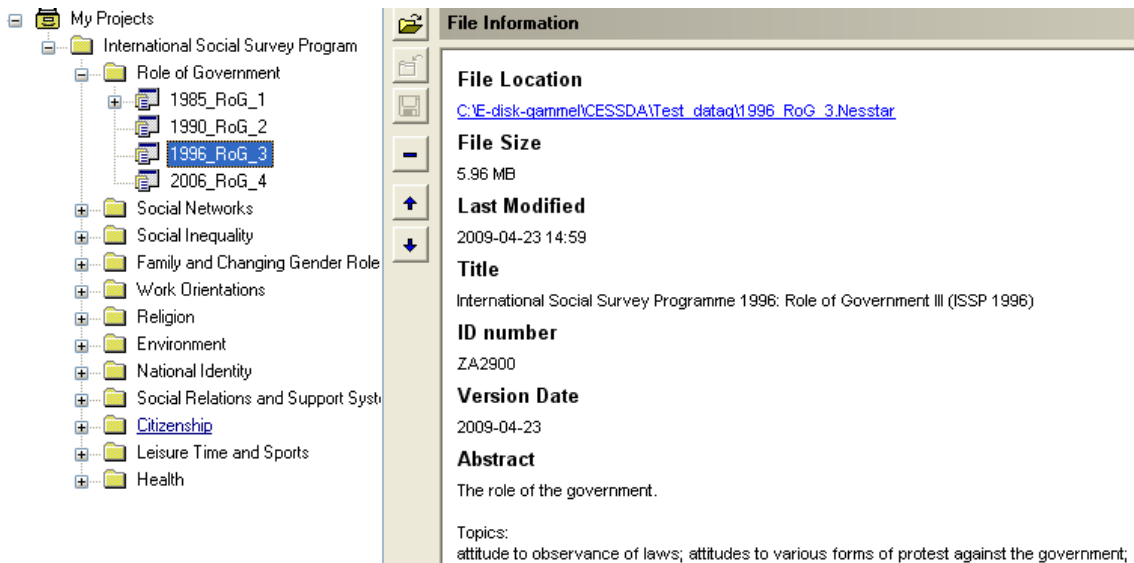 My Projects
International Social Survey Program
Role of Government
1985_RoG_1
1990_RoG_2
1996_RoG_3
2006_RoG_4
Social Networks
Social Inequality
Family and Changing Gender Role
Work Orientations
Religion
Environment
National Identity
Social Relations and Support Syst
Citizenship
Leisure Time and Sports
Health
File Information
File Location
C:\E-disk-gammel\CESSDA\Test_dataq\1996_RoG_3.Nesstar
File Size
5.96 MB
Last Modified
2009-04-23 14:59
Title
International Social Survey Programme 1996: Role of Government III (ISSP 1996)
ID number
ZA2900
Version Date
2009-04-23
Abstract
The role of the government.
Topics:
attitude to observance of laws; attitudes to various forms of protest against the government;